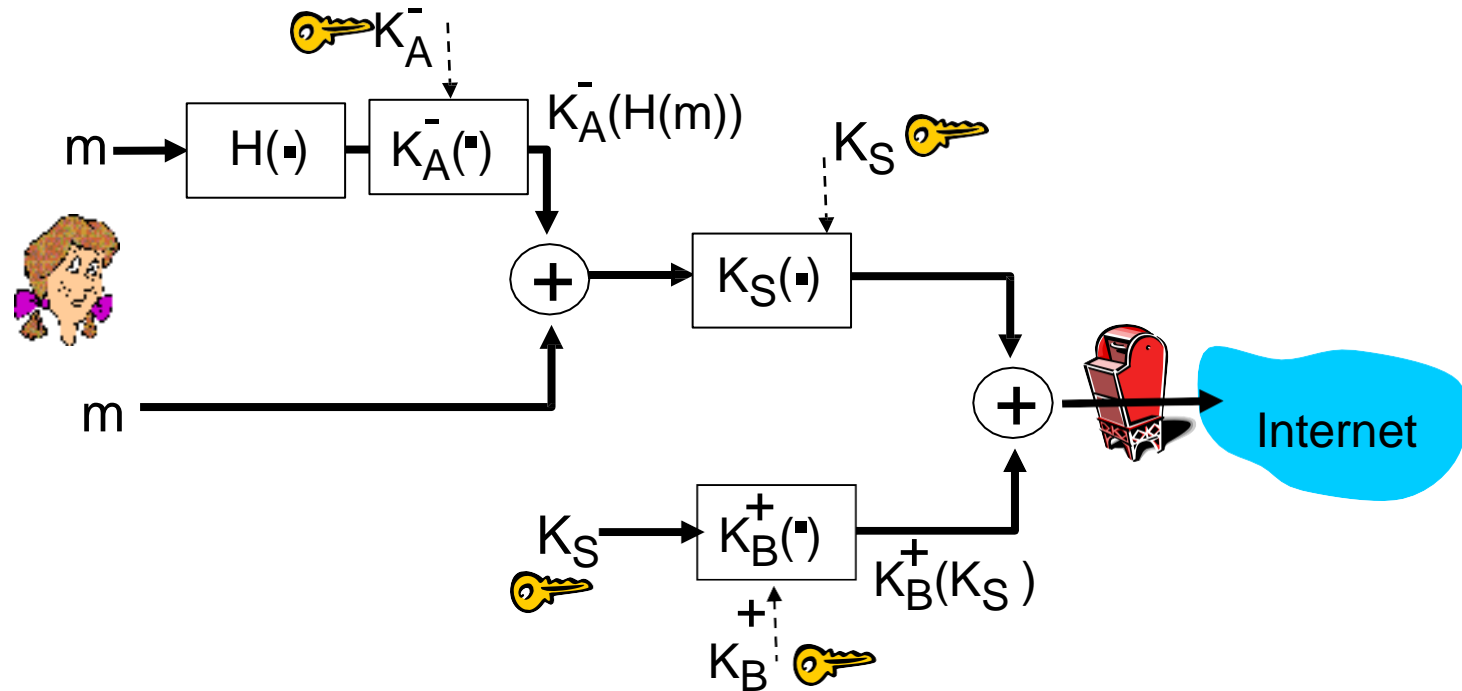 K_A^-
m
H(▪)
K_A^-(▪)
K_A^-(H(m))
K_S
+
K_S(▪)
m
+
Internet
K_S
K_B^+(▪)
K_B^+(K_S )
K_B^+